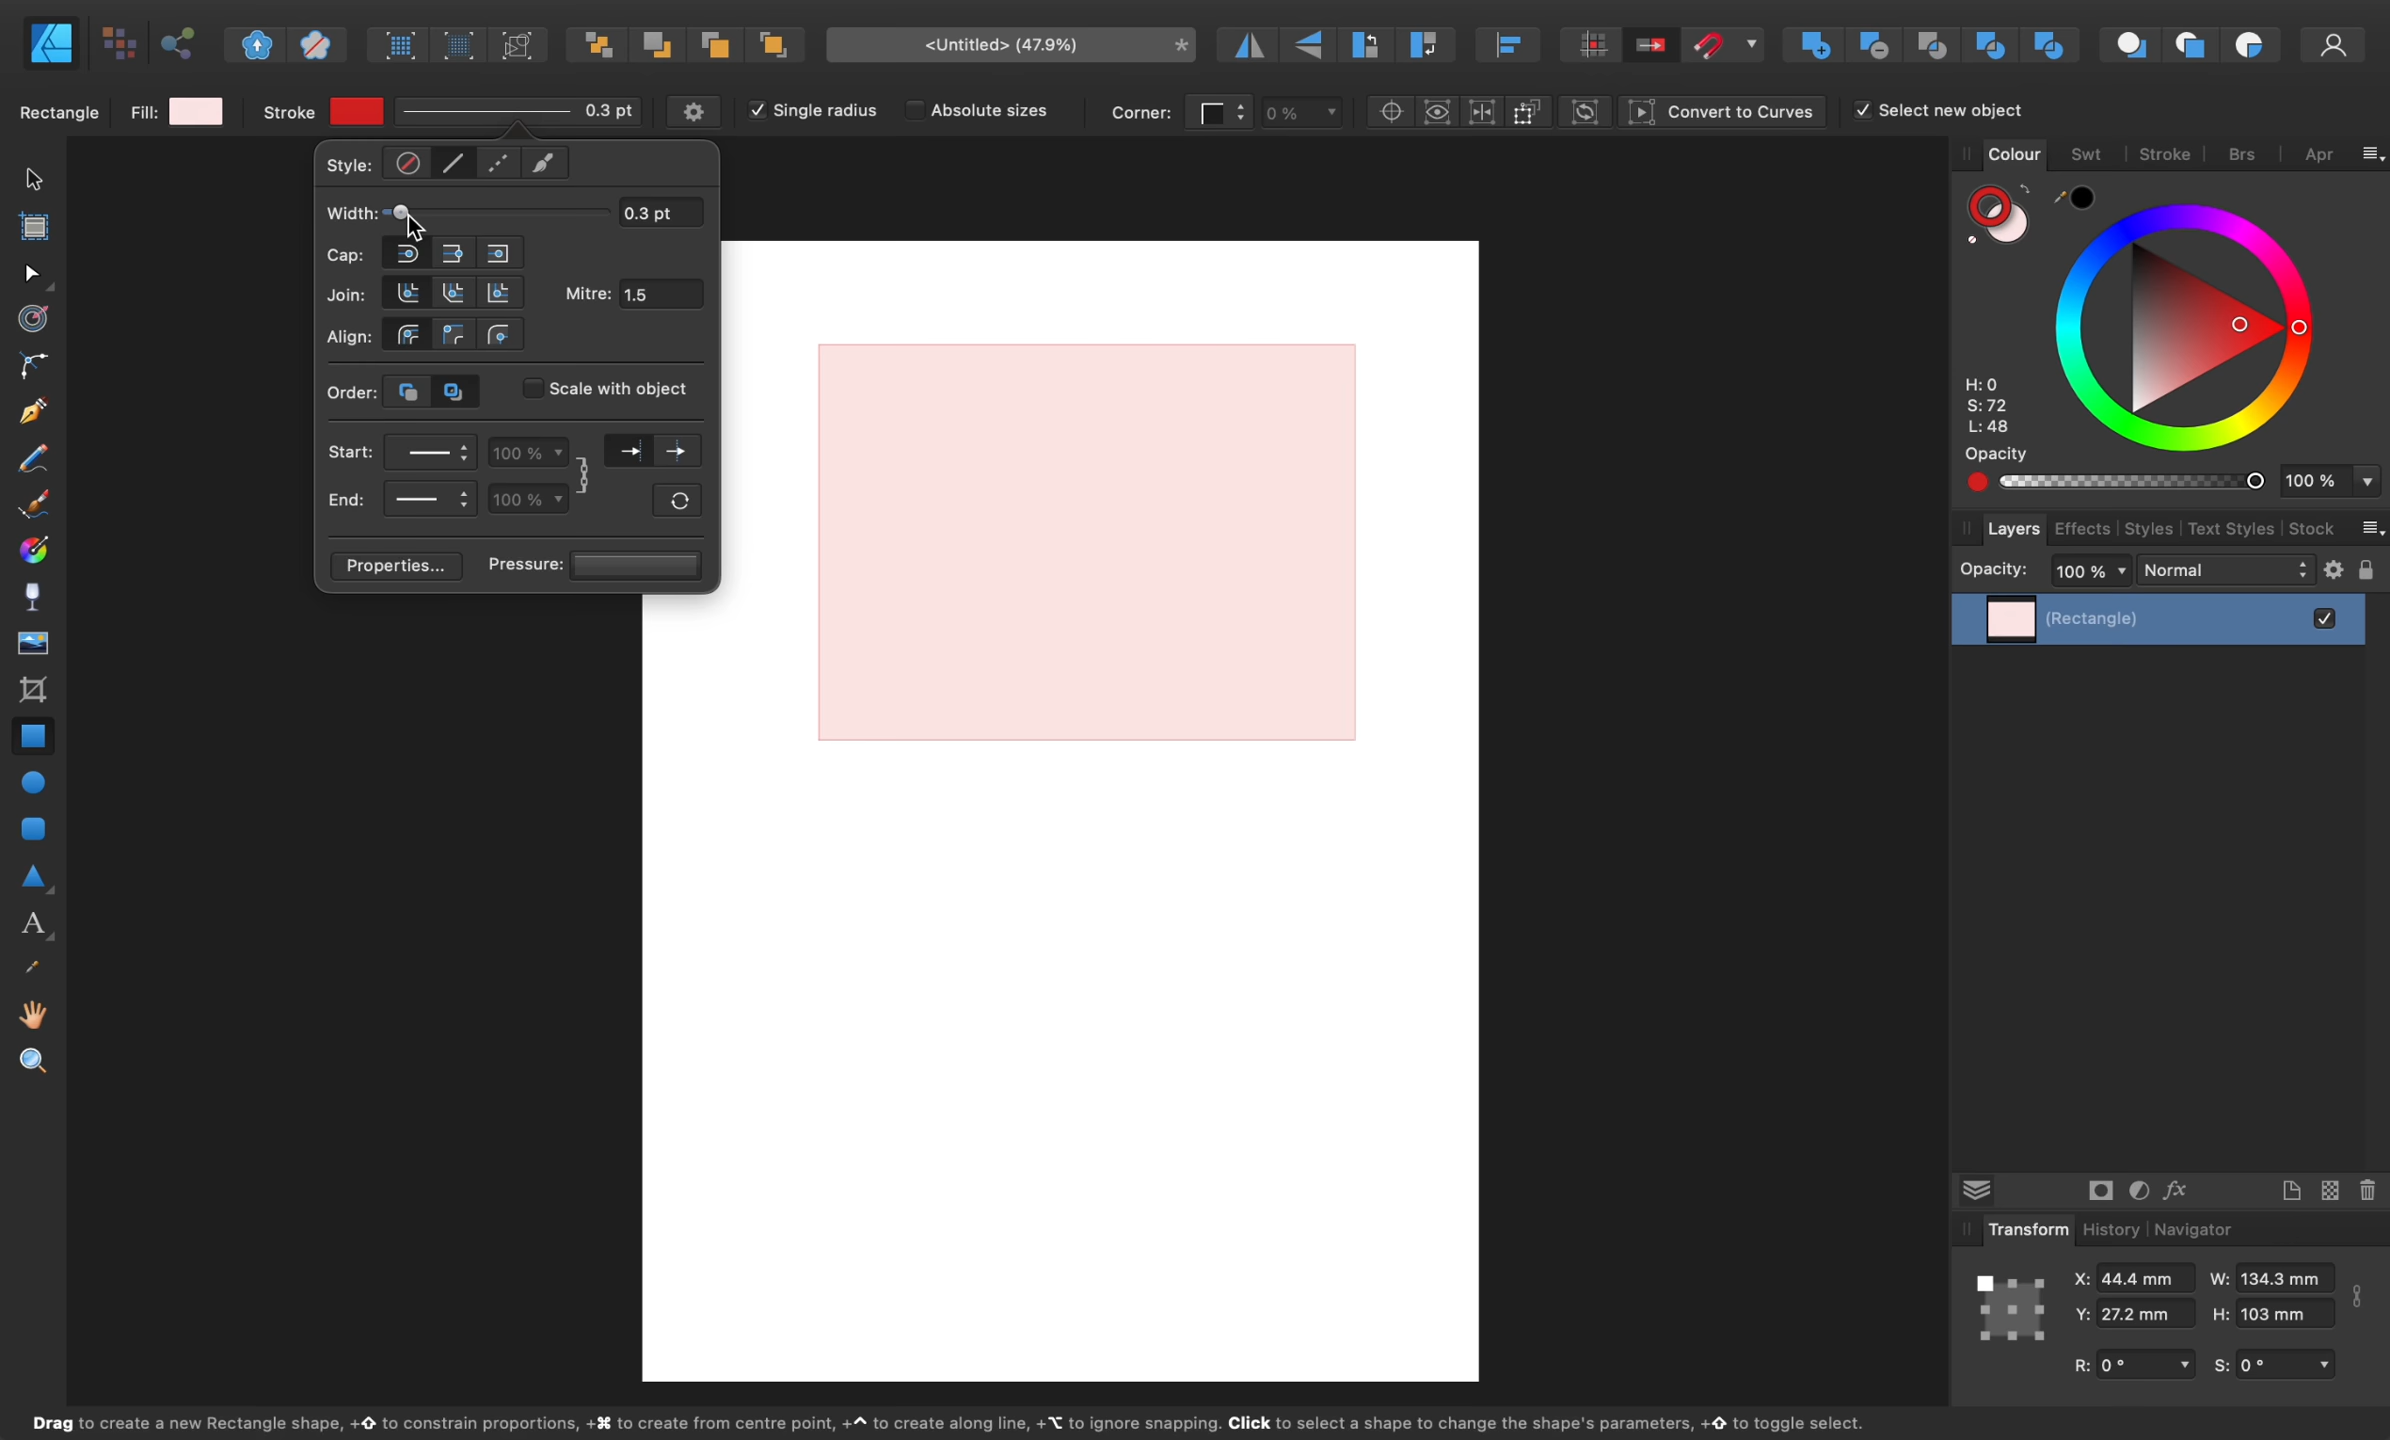 <Untitled> (47.9%) *
Rectangle Fill: Stroke 0.3 pt Single radius Absolute sizes Corner: 0 % Convert to Curves Select new object
Style:
Width: 0.3 pt
Cap:
Join: Mitre: 1.5
Align:
Order: Scale with object
Start: 100 %
End: 100 %
Properties... Pressure:
Colour Swt Stroke Brs Apr
H: 0
S: 72
L: 48
Opacity
100 %
Layers Effects Styles Text Styles Stock
Opacity: 100 % Normal
(Rectangle)
fx
Transform History Navigator
X: 44.4 mm W: 134.3 mm
Y: 27.2 mm H: 103 mm
R: 0 ° S: 0 °
A
Drag to create a new Rectangle shape, +⇧ to constrain proportions, +⌘ to create from centre point, +^ to create along line, +⌥ to ignore snapping. Click to select a shape to change the shape's parameters, +⇧ to toggle select.